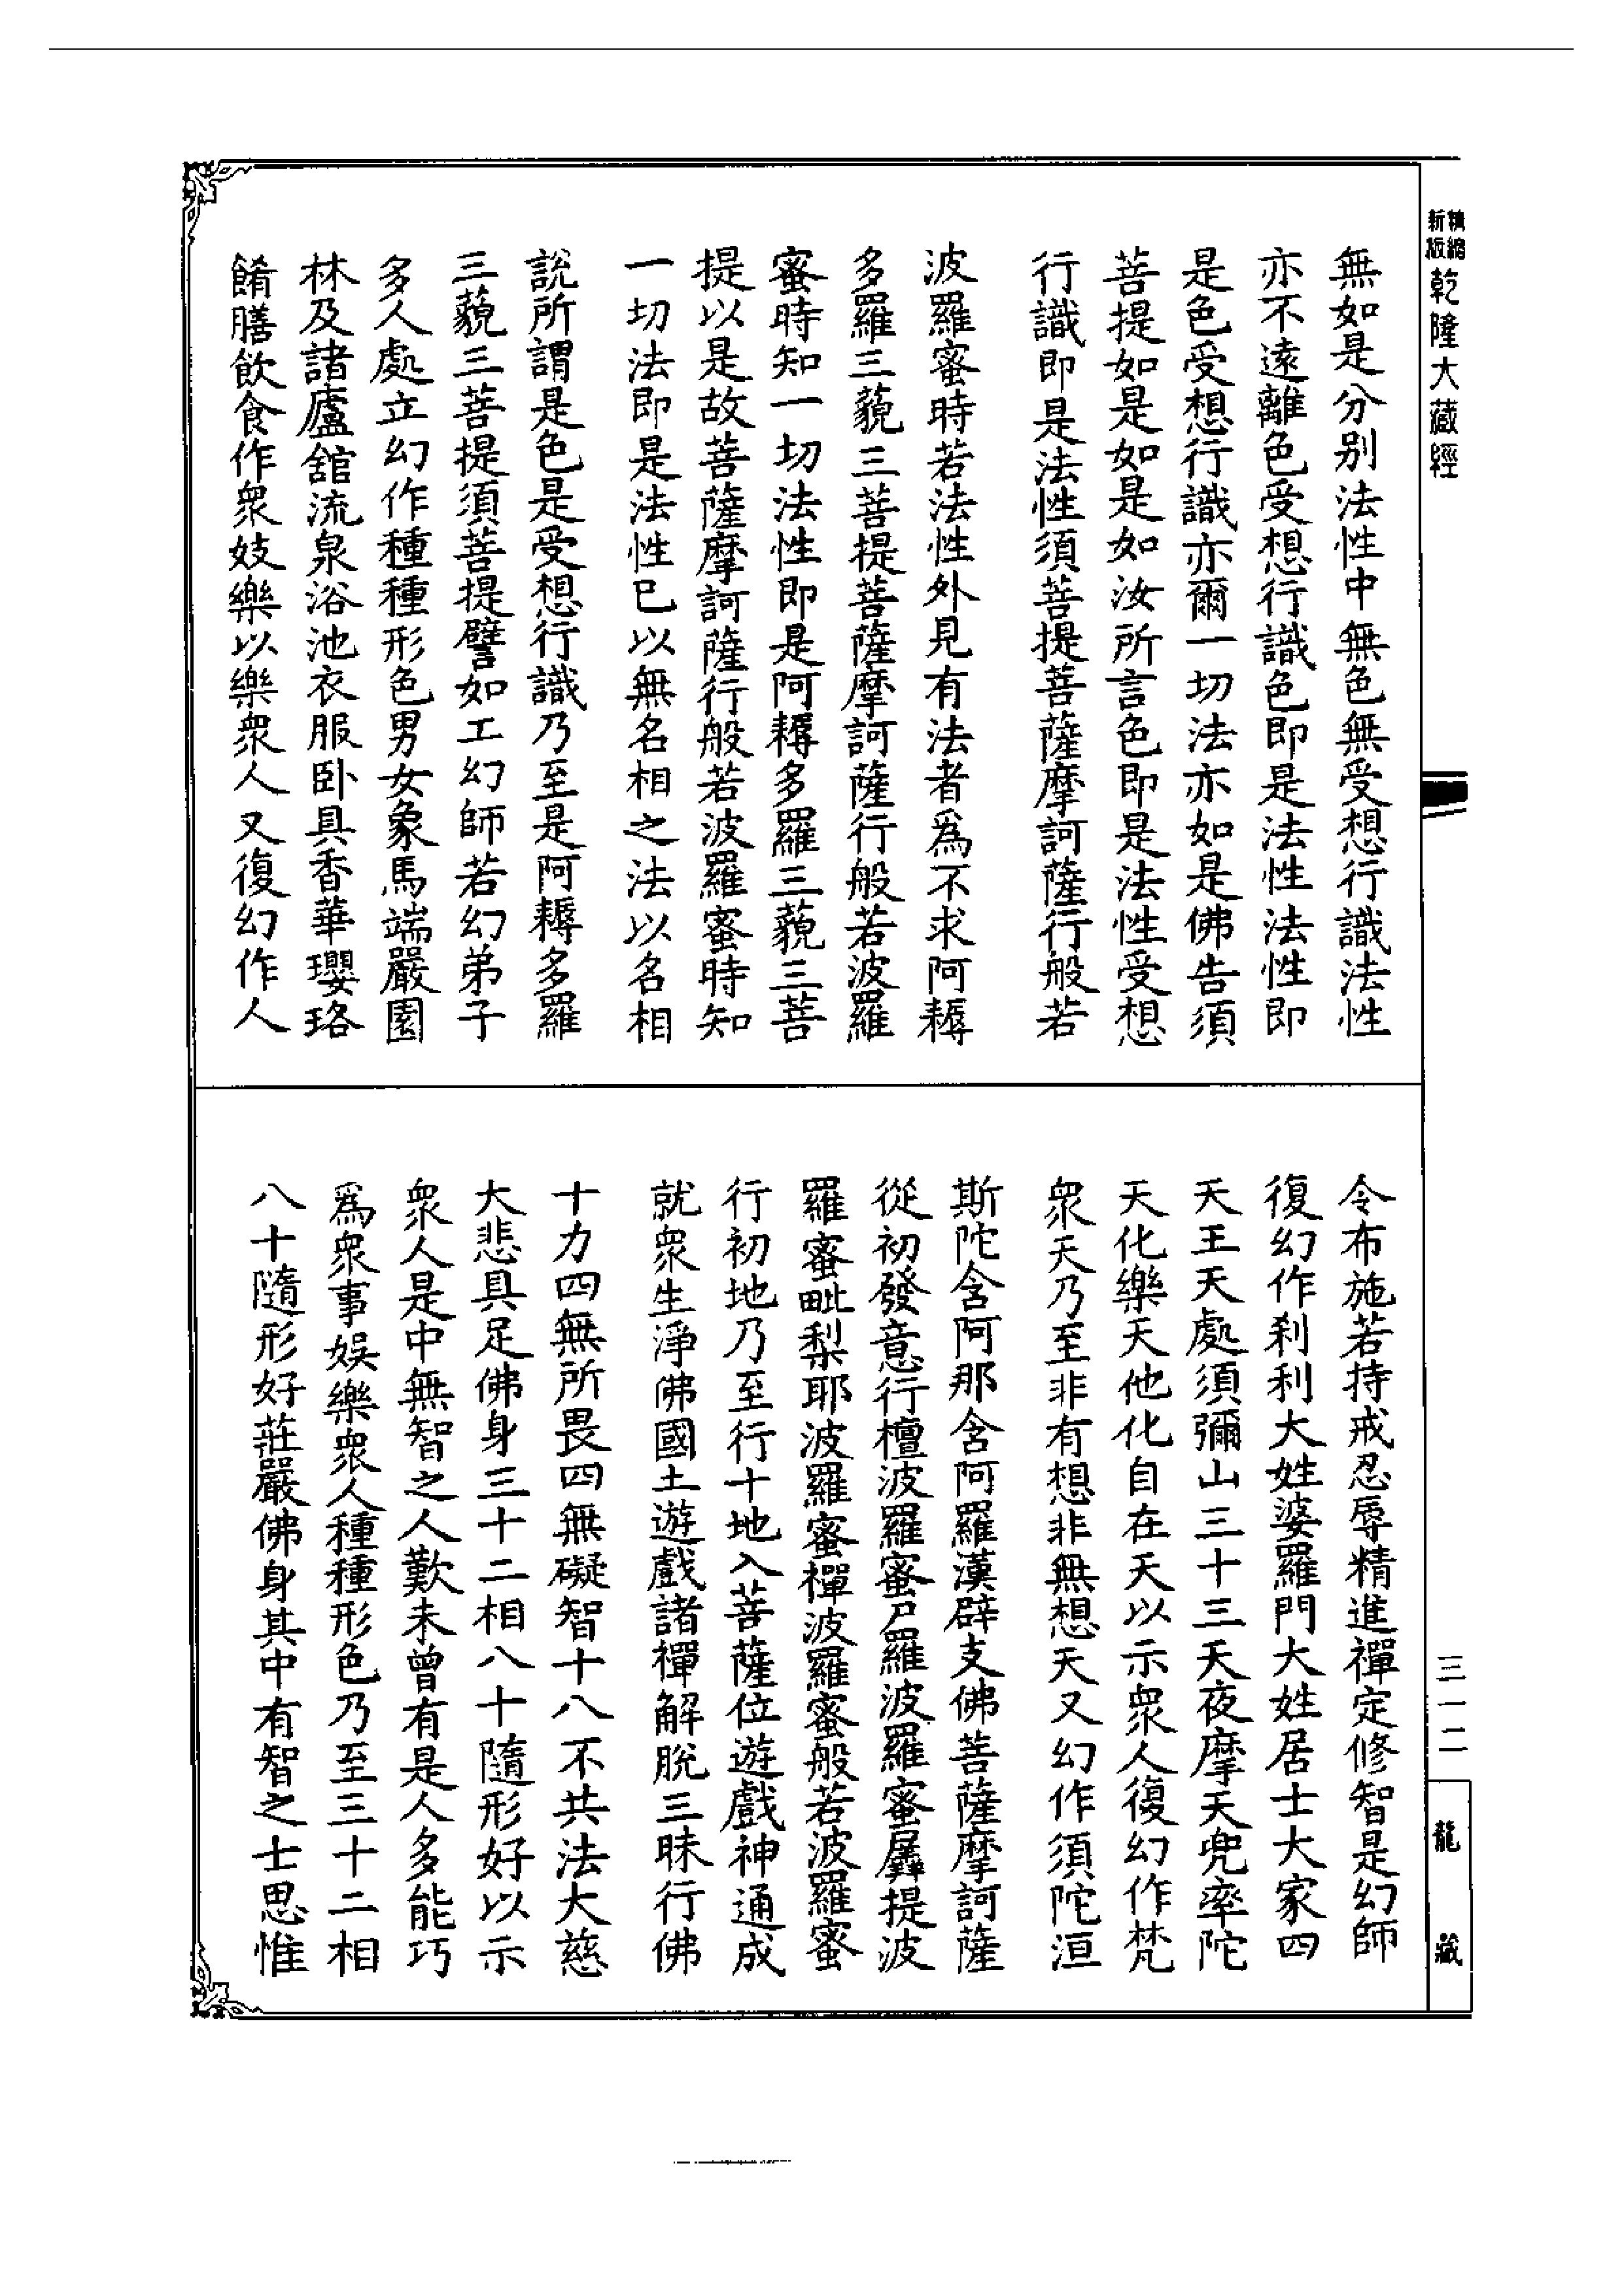 精縮新版乾隆大藏經
無如是分別法性中無色無受想行識法性
亦不遠離色受想行識色即是法性法性即
是色受想行識亦爾一切法亦如是佛告須
菩提如是如是如汝所言色即是法性受想
行識即是法性須菩提菩薩摩訶薩行般若
波羅蜜時若法性外見有法者爲不求阿耨
多羅三藐三菩提菩薩摩訶薩行般若波羅
蜜時知一切法性即是阿耨多羅三藐三菩
提以是故菩薩摩訶薩行般若波羅蜜時知
一切法即是法性已以無名相之法以名相
說所謂是色是受想行識乃至是阿耨多羅
三藐三菩提須菩提譬如工幻師若幻弟子
多人處立幻作種種形色男女象馬端嚴園
林及諸廬舘流泉浴池衣服卧具香華瓔珞
餚膳飲食作衆妓樂以樂衆人又復幻作人
令布施若持戒忍辱精進禪定修智是幻師
復幻作刹利大姓婆羅門大姓居士大家四
天王天處須彌山三十三天夜摩天兜率陀
天化樂天他化自在天以示衆人復幻作梵
衆天乃至非有想非無想天又幻作須陀洹
斯陀含阿那含阿羅漢辟支佛菩薩摩訶薩
從初發意行檀波羅蜜尸羅波羅蜜羼提波
羅蜜毗梨耶波羅蜜禪波羅蜜般若波羅蜜
行初地乃至行十地入菩薩位遊戲神通成
就衆生淨佛國土遊戲諸禪解脫三昧行佛
十力四無所畏四無礙智十八不共法大慈
大悲具足佛身三十二相八十隨形好以示
衆人是中無智之人歎未曾有是人多能巧
爲衆事娛樂衆人種種形色乃至三十二相
八十隨形好莊嚴佛身其中有智之士思惟
三一二
龍藏